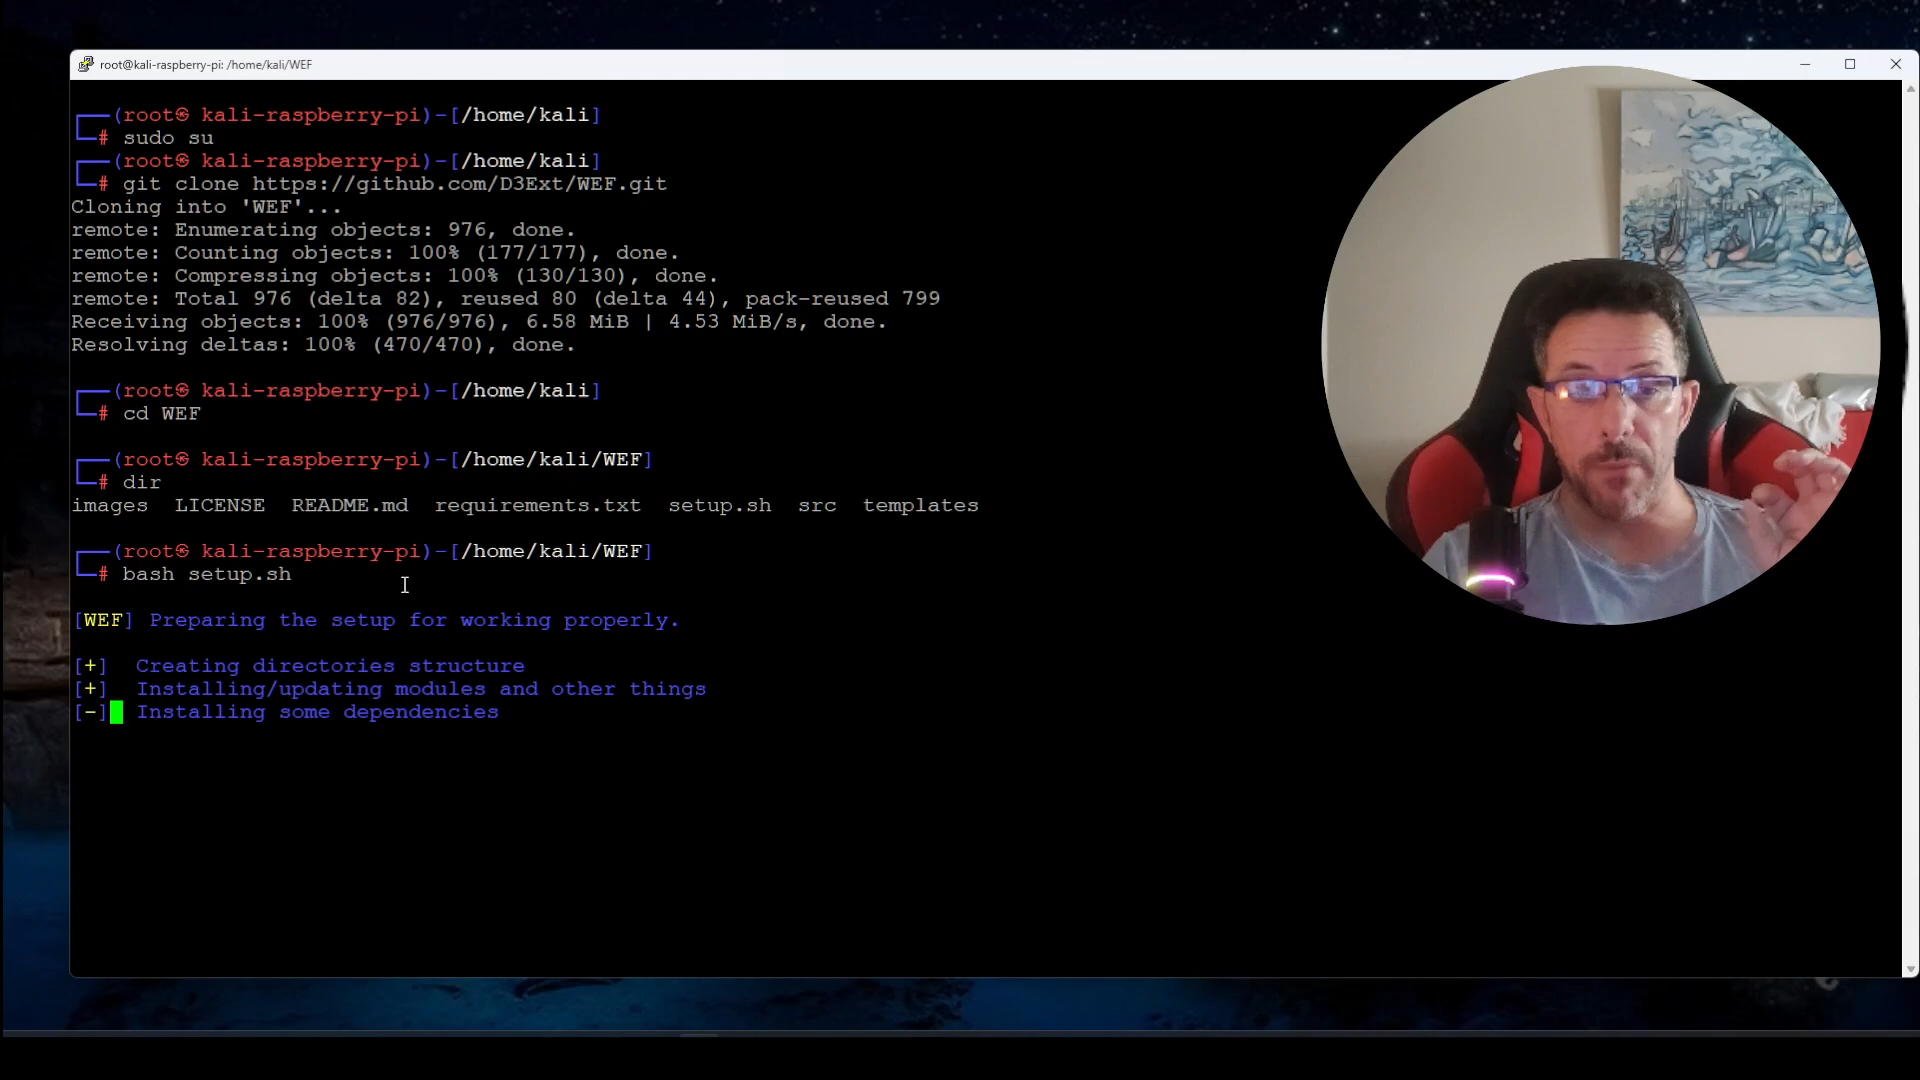 root@kali-raspberry-pi: /home/kali/WEF
┌──(root㉿ kali-raspberry-pi)-[/home/kali]
└─# sudo su
┌──(root㉿ kali-raspberry-pi)-[/home/kali]
└─# git clone https://github.com/D3Ext/WEF.git
Cloning into 'WEF'...
remote: Enumerating objects: 976, done.
remote: Counting objects: 100% (177/177), done.
remote: Compressing objects: 100% (130/130), done.
remote: Total 976 (delta 82), reused 80 (delta 44), pack-reused 799
Receiving objects: 100% (976/976), 6.58 MiB | 4.53 MiB/s, done.
Resolving deltas: 100% (470/470), done.
┌──(root㉿ kali-raspberry-pi)-[/home/kali]
└─# cd WEF
┌──(root㉿ kali-raspberry-pi)-[/home/kali/WEF]
└─# dir
images LICENSE README.md requirements.txt setup.sh src templates
┌──(root㉿ kali-raspberry-pi)-[/home/kali/WEF]
└─# bash setup.sh
[WEF] Preparing the setup for working properly.
[+] Creating directories structure
[+] Installing/updating modules and other things
[-] Installing some dependencies